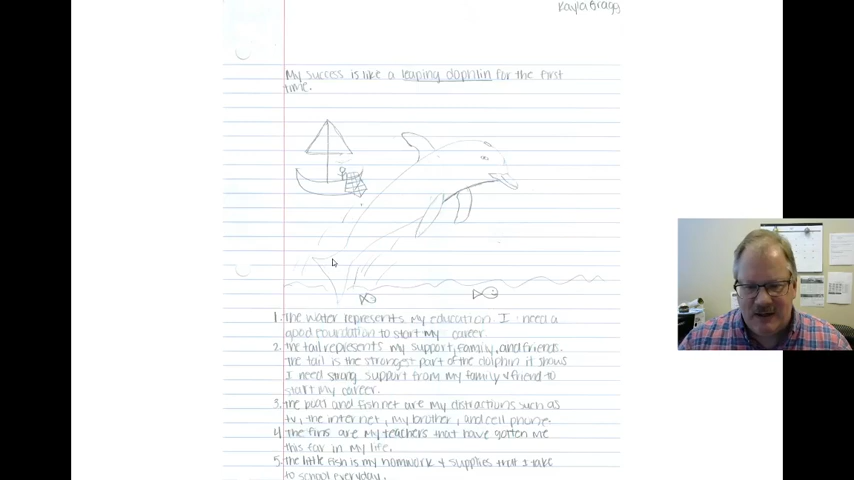 Kayla Bragg
My success is like a leaping dophlin for the first
time.
1. The water represents my education I need a
good foundation to start my career.
2. The tail represents my support, Family, and friends.
The tail is the strongest part of the dolphin it shows
I need strong support from my family & friend to
start my career.
3. The boat and fishnet are my distractions such as
tv, the internet, my brother, and cell phone.
4. The fins are my teachers that have gotten me
this far in my life.
5. The little fish is my homework & supplies that I take
to school everyday.